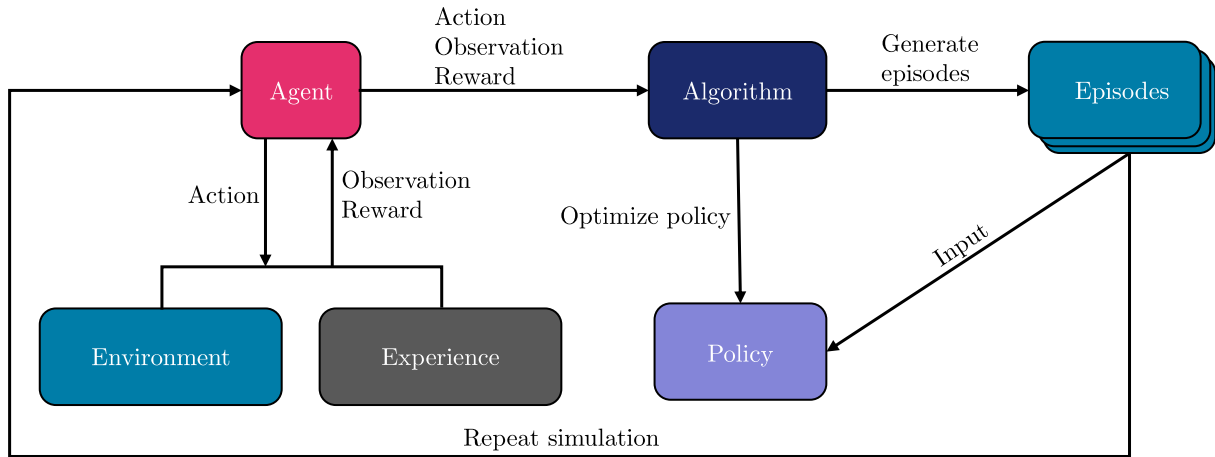 Action
Observation
Reward
Generate
episodes
Agent
Algorithm
Episodes
Action
Observation
Reward
Optimize policy
Input
Environment
Experience
Policy
Repeat simulation